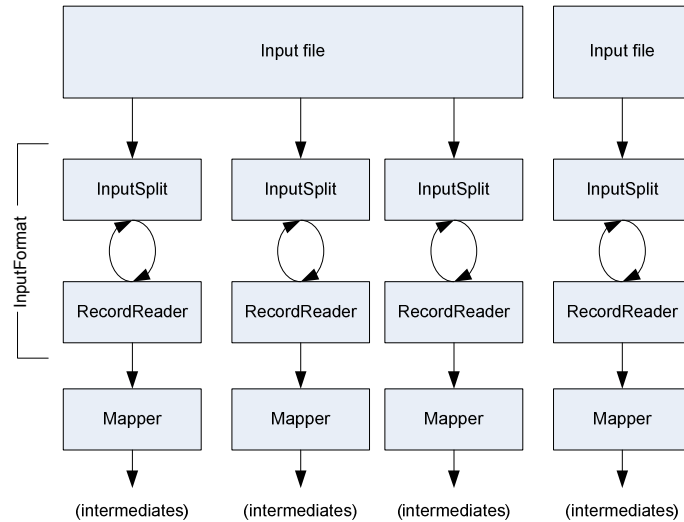 Input file
Input file
InputSplit
InputSplit
InputSplit
InputSplit
InputFormat
RecordReader
RecordReader
RecordReader
RecordReader
Mapper
Mapper
Mapper
Mapper
(intermediates)
(intermediates)
(intermediates)
(intermediates)